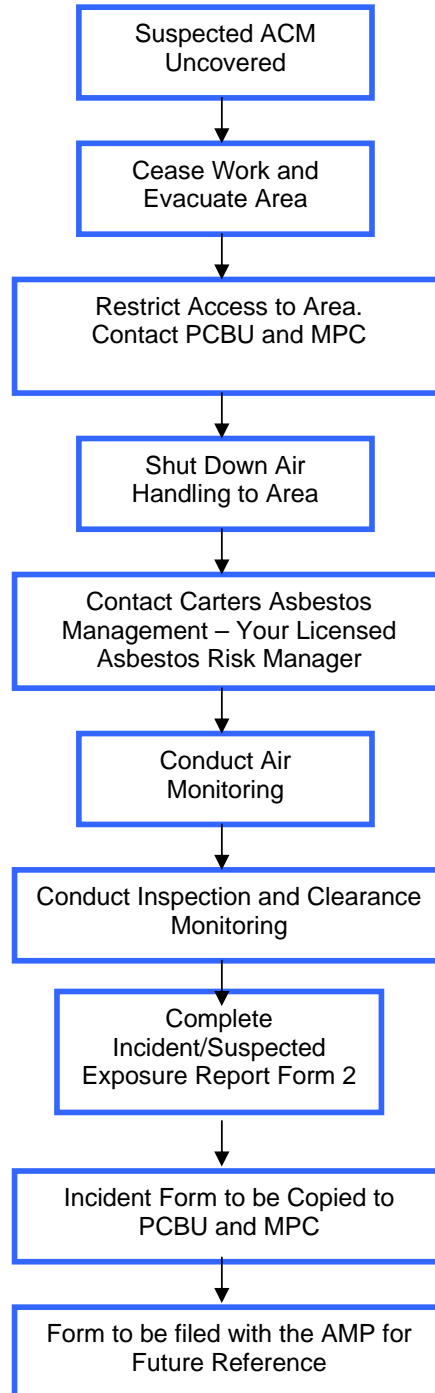 Suspected ACM
Uncovered
Cease Work and
Evacuate Area
Restrict Access to Area.
Contact PCBU and MPC
Shut Down Air
Handling to Area
Contact Carters Asbestos
Management – Your Licensed
Asbestos Risk Manager
Conduct Air
Monitoring
Conduct Inspection and Clearance
Monitoring
Complete
Incident/Suspected
Exposure Report Form 2
Incident Form to be Copied to
PCBU and MPC
Form to be filed with the AMP for
Future Reference